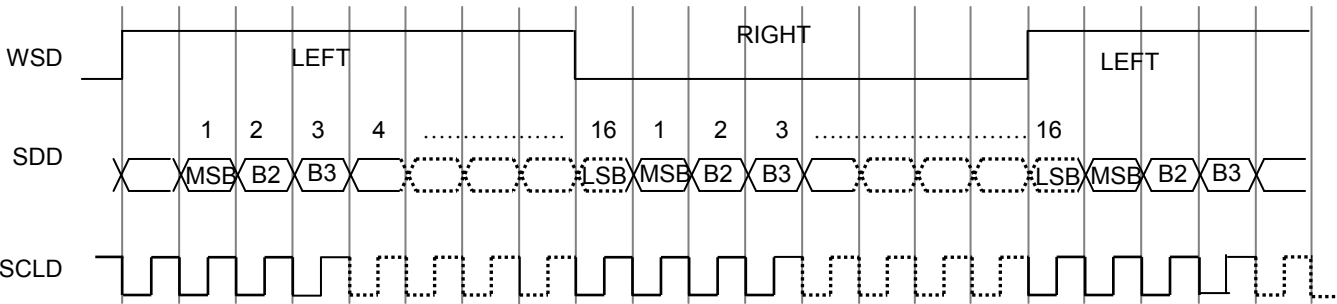 WSD LEFT RIGHT LEFT
1 2 3 4 ........................ 16 1 2 3 .................................... 16
SDD MSB B2 B3 LSB MSB B2 B3 LSB MSB B2 B3
SCLD